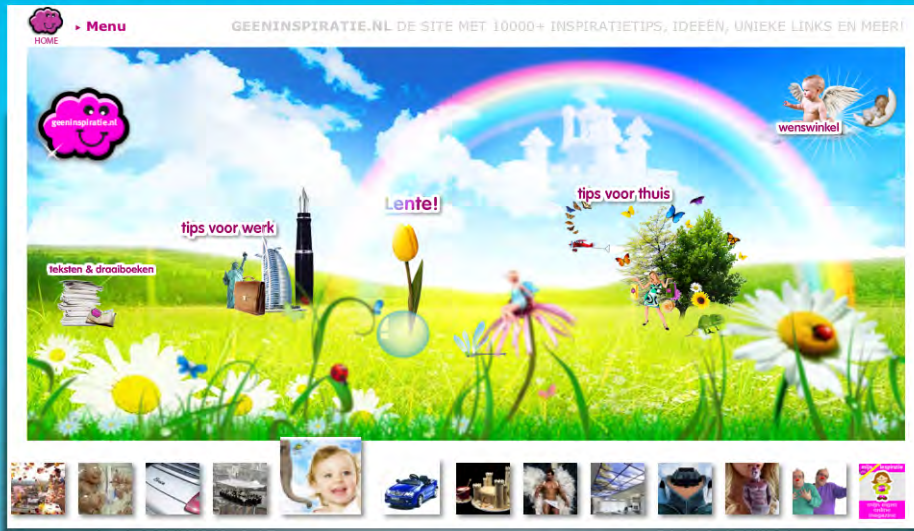 HOME
▸ Menu
GEENINSPIRATIE.NL DE SITE MET 10000+ INSPIRATIETIPS, IDEEËN, UNIEKE LINKS EN MEER!
geeninspiratie.nl
wenswinkel
tips voor thuis
Lente!
tips voor werk
teksten & draaiboeken